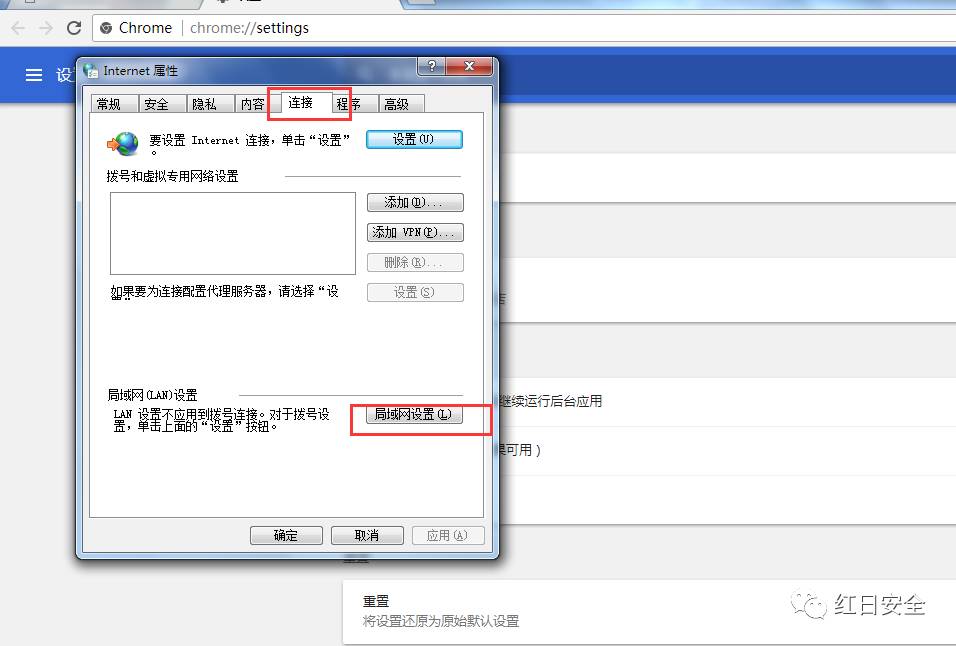 Chrome
chrome://settings
设
Internet 属性
?
常规
安全
隐私
内容
连接
程序
高级
要设置 Internet 连接，单击“设置”
。
设置(U)
拨号和虚拟专用网络设置
添加(D)...
添加 VPN(P)...
删除(R)...
如果要为连接配置代理服务器，请选择“设
设置(S)
继续运行后台应用
局域网(LAN)设置
LAN 设置不应用到拨号连接。对于拨号设
置，单击上面的“设置”按钮。
局域网设置(L)
可用）
确定
取消
应用(A)
重置
重置
将设置还原为原始默认设置
红日安全